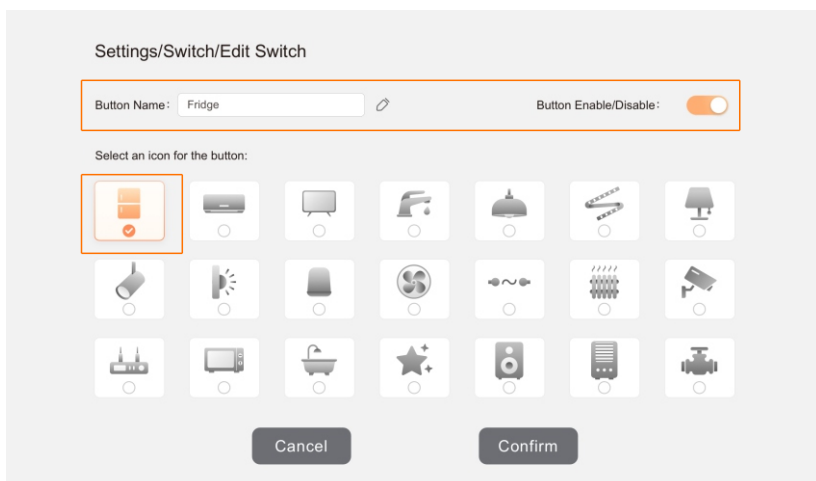 Settings/Switch/Edit Switch
Button Name: Fridge Button Enable/Disable:
Select an icon for the button:
Cancel Confirm